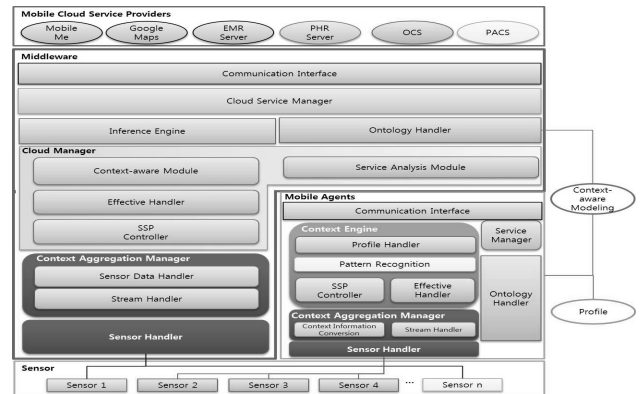 Mobile Cloud Service Providers
Mobile
Me
Google
Maps
EMR
Server
PHR
Server
OCS
PACS
Middleware
Communication Interface
Cloud Service Manager
Inference Engine
Ontology Handler
Cloud Manager
Context-aware Module
Service Analysis Module
Effective Handler
SSP
Controller
Context Aggregation Manager
Sensor Data Handler
Stream Handler
Sensor Handler
Mobile Agents
Communication Interface
Context Engine
Profile Handler
Pattern Recognition
SSP
Controller
Effective
Handler
Context Aggregation Manager
Context Information
Conversion
Stream Handler
Sensor Handler
Service
Manager
Ontology
Handler
Context-
aware
Modeling
Profile
Sensor
Sensor 1
Sensor 2
Sensor 3
Sensor 4
...
Sensor n